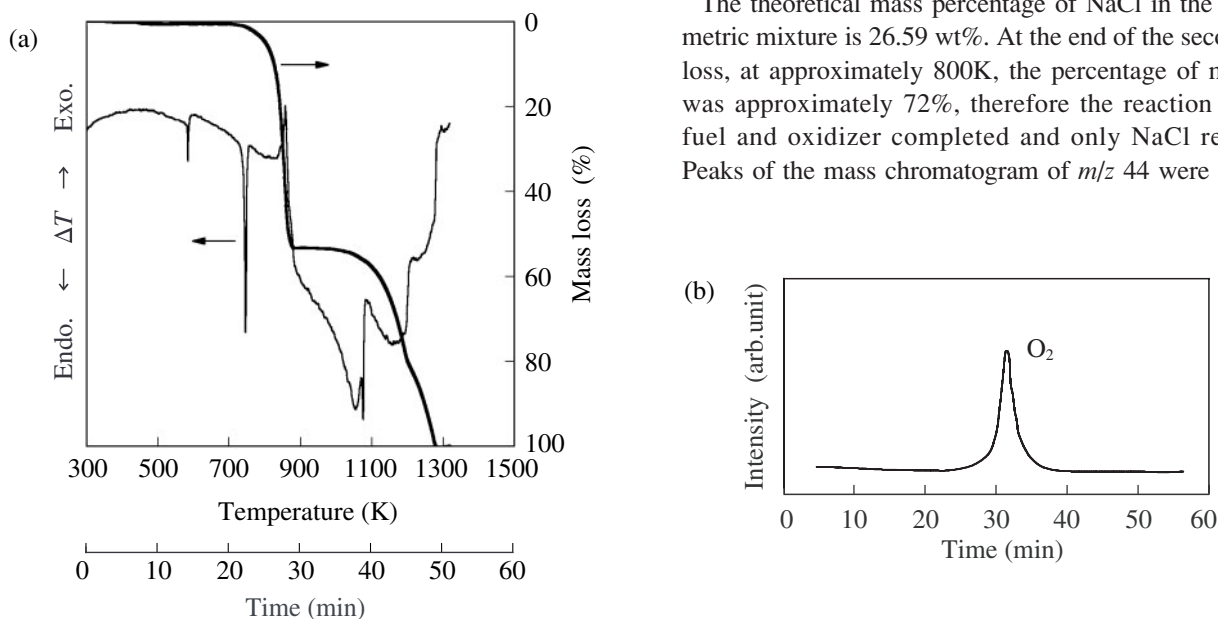 The theoretical mass percentage of NaCl in the
metric mixture is 26.59 wt%. At the end of the seco
loss, at approximately 800K, the percentage of m
was approximately 72%, therefore the reaction
fuel and oxidizer completed and only NaCl re
Peaks of the mass chromatogram of m/z 44 were
(a)
Endo. ← ΔT → Exo.
0
20
40
60
80
100
Mass loss (%)
300 500 700 900 1100 1300 1500
Temperature (K)
0 10 20 30 40 50 60
Time (min)
(b)
Intensity (arb.unit)
O₂
0 10 20 30 40 50 60
Time (min)